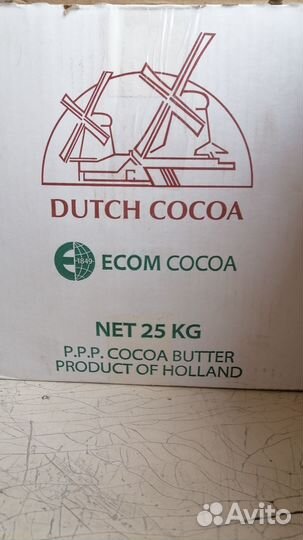 DUTCH COCOA
1849
ECOM COCOA
NET 25 KG
P.P.P. COCOA BUTTER
PRODUCT OF HOLLAND
Avito